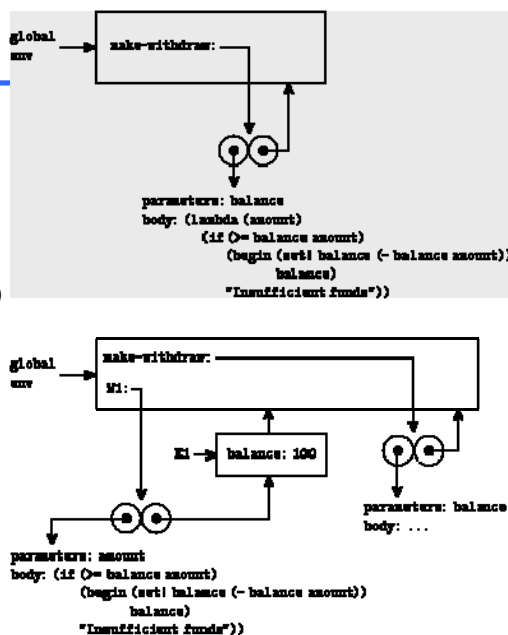 global
env
make-withdraw:
parameters: balance
body: (lambda (amount)
(if (>= balance amount)
(begin (set! balance (- balance amount))
balance)
"Insufficient funds"))
)
global
env
make-withdraw:
W1:
E1
balance: 100
parameters: balance
body: ...
parameters: amount
body: (if (>= balance amount)
(begin (set! balance (- balance amount))
balance)
"Insufficient funds"))